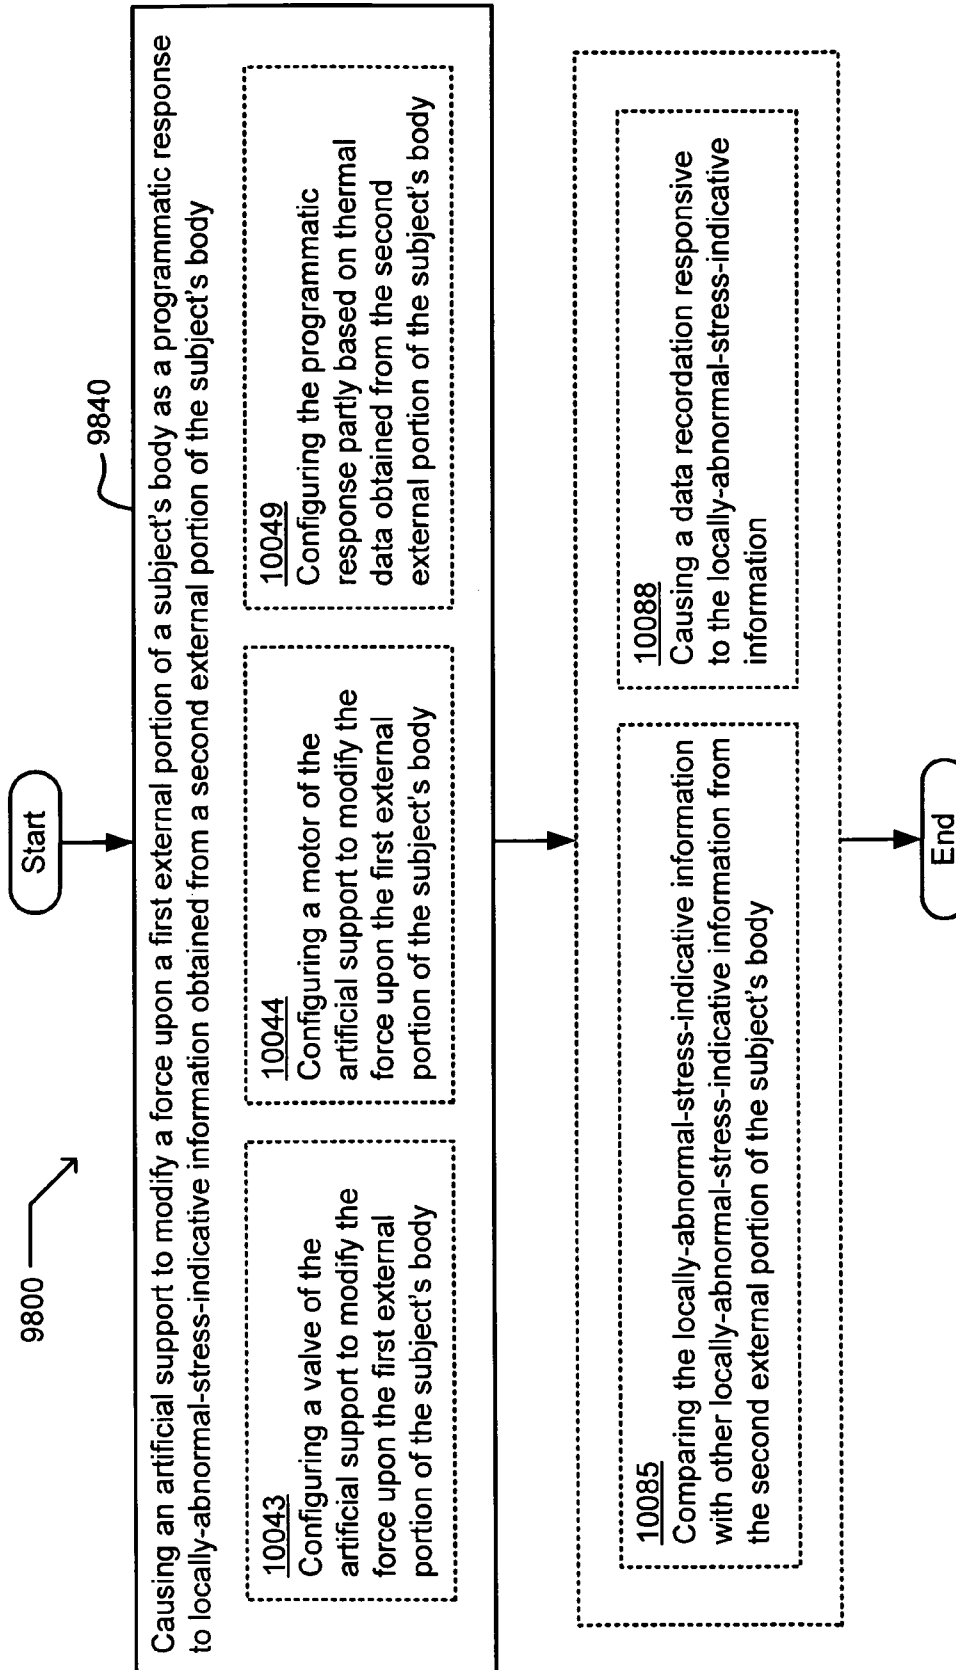 9800
Start
9840
Causing an artificial support to modify a force upon a first external portion of a subject's body as a programmatic response
to locally-abnormal-stress-indicative information obtained from a second external portion of the subject's body
10043
Configuring a valve of the
artificial support to modify the
force upon the first external
portion of the subject's body
10044
Configuring a motor of the
artificial support to modify the
force upon the first external
portion of the subject's body
10049
Configuring the programmatic
response partly based on thermal
data obtained from the second
external portion of the subject's body
10085
Comparing the locally-abnormal-stress-indicative information
with other locally-abnormal-stress-indicative information from
the second external portion of the subject's body
10088
Causing a data recordation responsive
to the locally-abnormal-stress-indicative
information
End